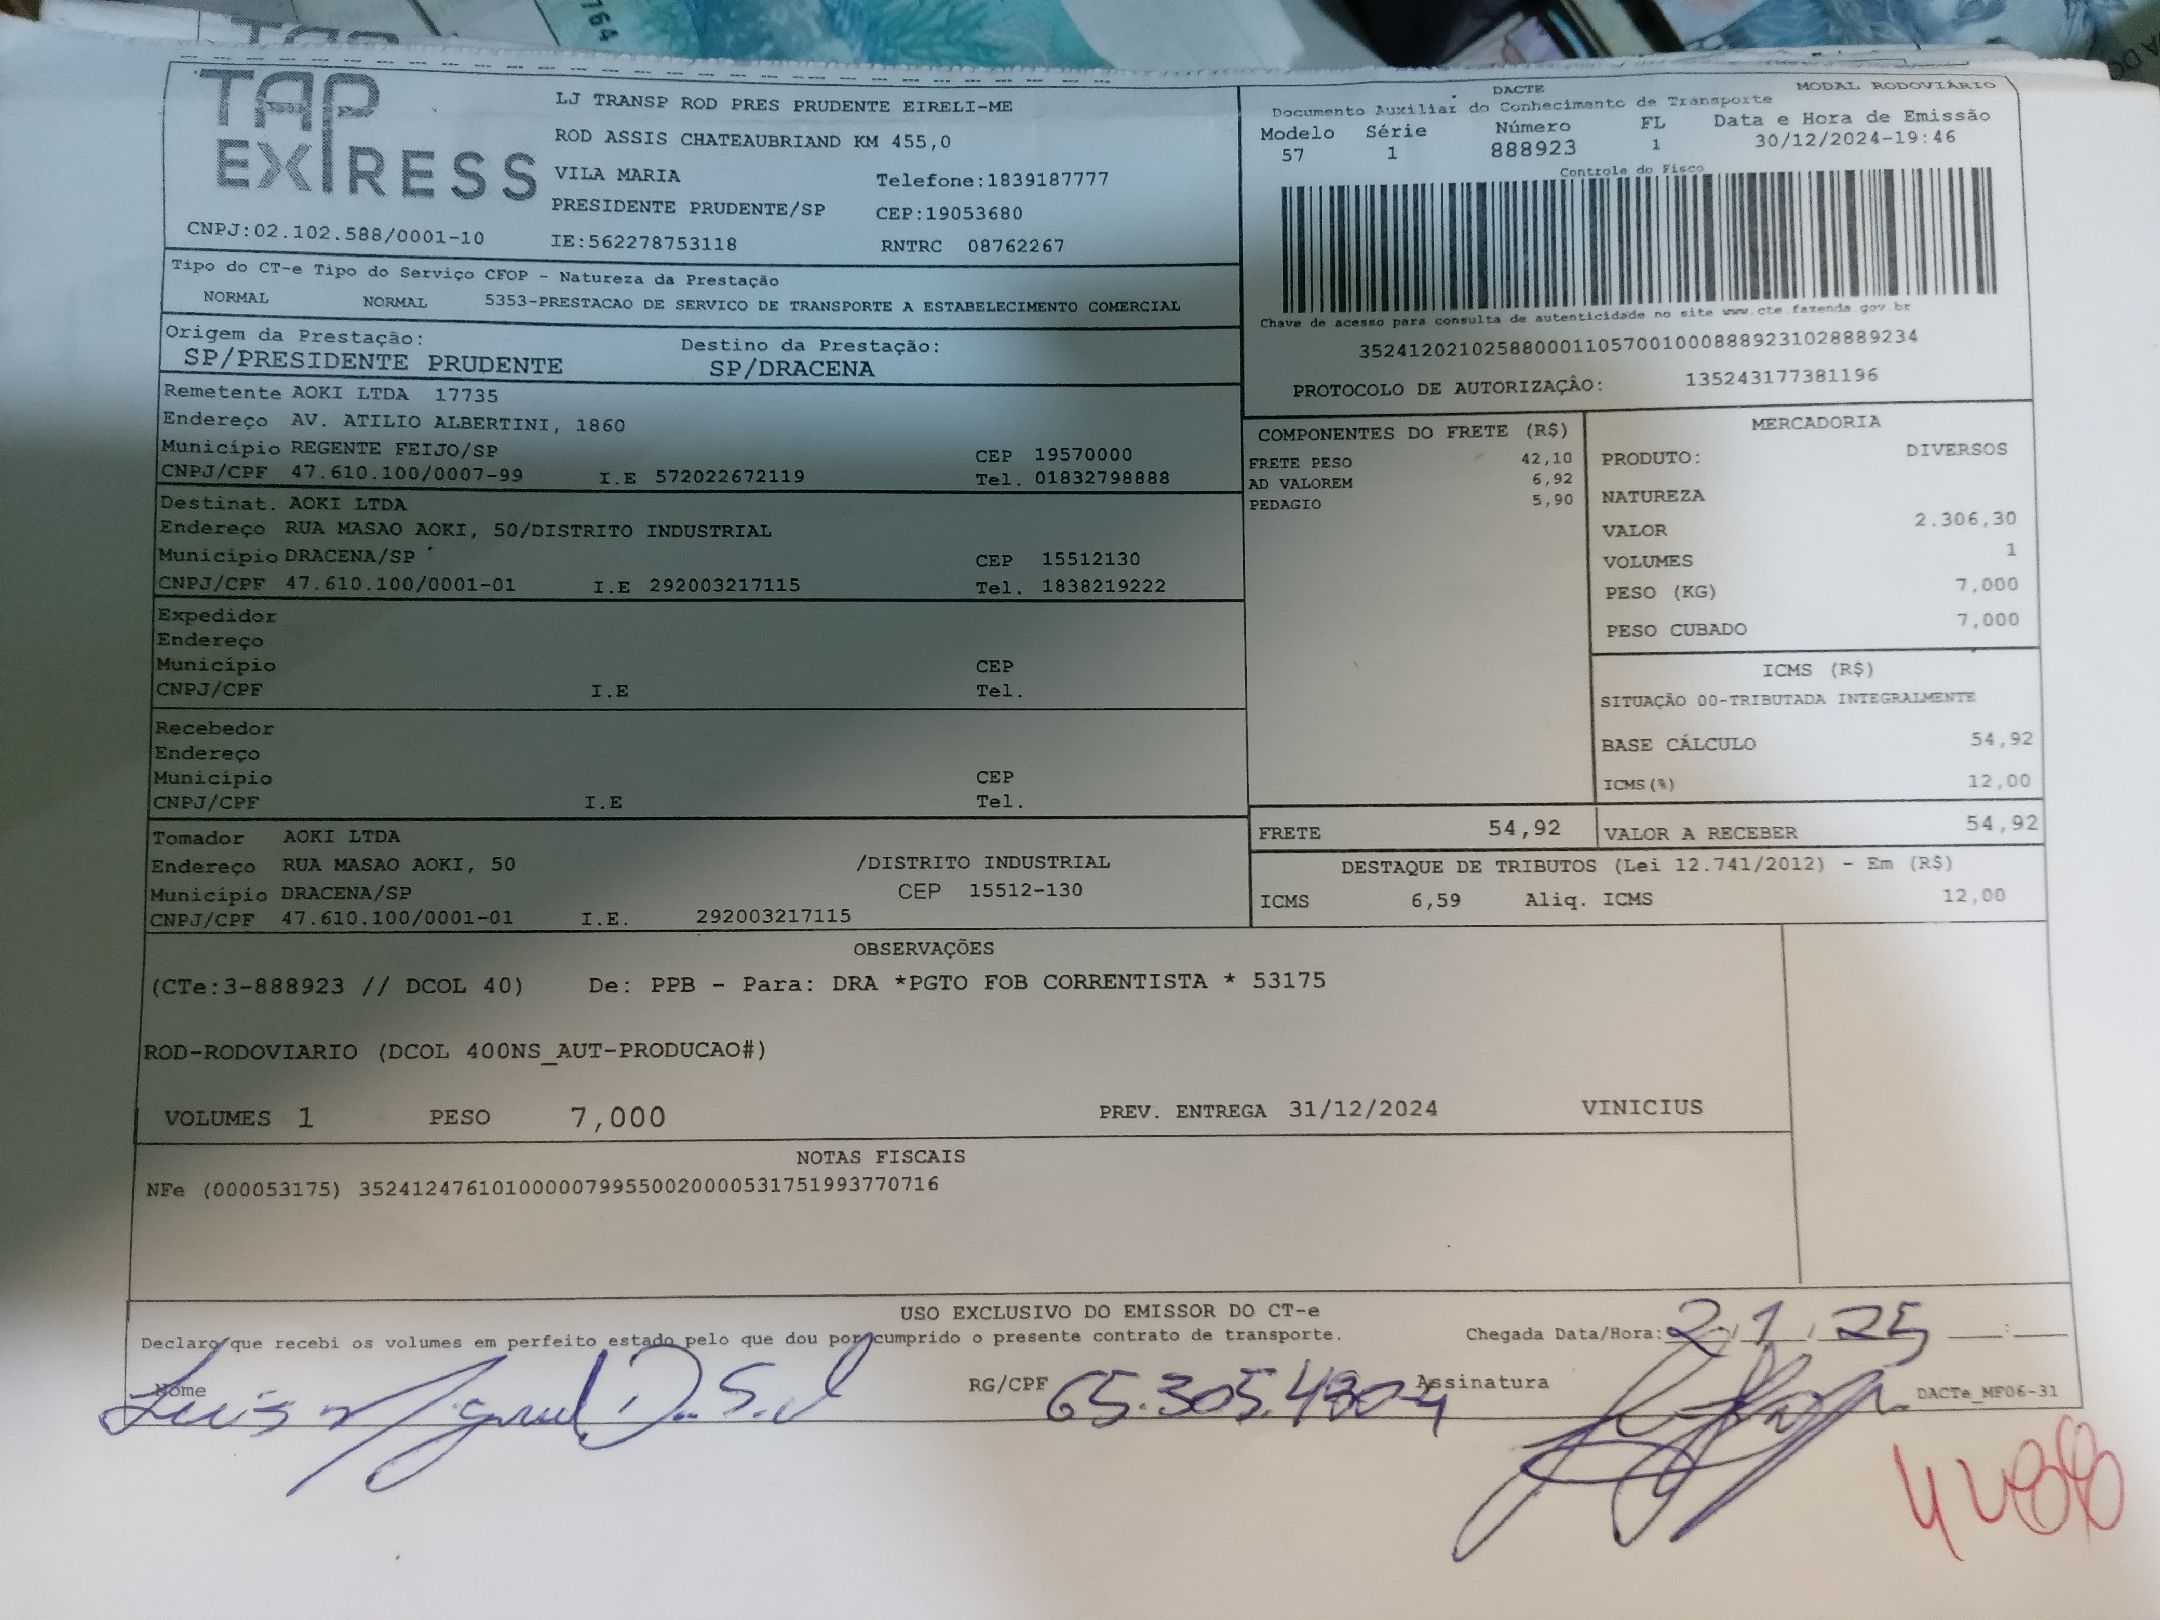 TAP
EXPRESS
LJ TRANSP ROD PRES PRUDENTE EIRELI-ME
ROD ASSIS CHATEAUBRIAND KM 455,0
VILA MARIA Telefone:1839187777
PRESIDENTE PRUDENTE/SP CEP:19053680
CNPJ:02.102.588/0001-10 IE:562278753118 RNTRC 08762267
DACTE MODAL RODOVIÁRIO
Documento Auxiliar do Conhecimento de Transporte
Modelo Série Número FL Data e Hora de Emissão
57 1 888923 1 30/12/2024-19:46
Controle do Fisco
Chave de acesso para consulta de autenticidade no site www.cte.fazenda.gov.br
35241202102588000110570010008889231028889234
PROTOCOLO DE AUTORIZAÇÃO: 135243177381196
Tipo do CT-e Tipo do Serviço CFOP - Natureza da Prestação
NORMAL NORMAL 5353-PRESTACAO DE SERVICO DE TRANSPORTE A ESTABELECIMENTO COMERCIAL
Origem da Prestação: Destino da Prestação:
SP/PRESIDENTE PRUDENTE SP/DRACENA
Remetente AOKI LTDA 17735
Endereço AV. ATILIO ALBERTINI, 1860
Município REGENTE FEIJO/SP CEP 19570000
CNPJ/CPF 47.610.100/0007-99 I.E 572022672119 Tel. 01832798888
Destinat. AOKI LTDA
Endereço RUA MASAO AOKI, 50/DISTRITO INDUSTRIAL
Município DRACENA/SP CEP 15512130
CNPJ/CPF 47.610.100/0001-01 I.E 292003217115 Tel. 1838219222
Expedidor
Endereço
Município CEP
CNPJ/CPF I.E Tel.
Recebedor
Endereço
Município CEP
CNPJ/CPF I.E Tel.
Tomador AOKI LTDA
Endereço RUA MASAO AOKI, 50 /DISTRITO INDUSTRIAL
Município DRACENA/SP CEP 15512-130
CNPJ/CPF 47.610.100/0001-01 I.E. 292003217115
COMPONENTES DO FRETE (R$)
FRETE PESO 42,10
AD VALOREM 6,92
PEDAGIO 5,90
MERCADORIA
PRODUTO: DIVERSOS
NATUREZA
VALOR 2.306,30
VOLUMES 1
PESO (KG) 7,000
PESO CUBADO 7,000
ICMS (R$)
SITUAÇÃO 00-TRIBUTADA INTEGRALMENTE
BASE CÁLCULO 54,92
ICMS(%) 12,00
FRETE 54,92 VALOR A RECEBER 54,92
DESTAQUE DE TRIBUTOS (Lei 12.741/2012) - Em (R$)
ICMS 6,59 Aliq. ICMS 12,00
OBSERVAÇÕES
(CTe:3-888923 // DCOL 40) De: PPB - Para: DRA *PGTO FOB CORRENTISTA * 53175
ROD-RODOVIARIO (DCOL 400NS_AUT-PRODUCAO#)
VOLUMES 1 PESO 7,000 PREV. ENTREGA 31/12/2024 VINICIUS
NOTAS FISCAIS
NFe (000053175) 35241247610100000799550020000531751993770716
USO EXCLUSIVO DO EMISSOR DO CT-e
Declaro que recebi os volumes em perfeito estado pelo que dou por cumprido o presente contrato de transporte. Chegada Data/Hora: 2/1/25
Nome Luis Miguel D. RG/CPF 65.305.480-4 Assinatura DACTe_MF06-31